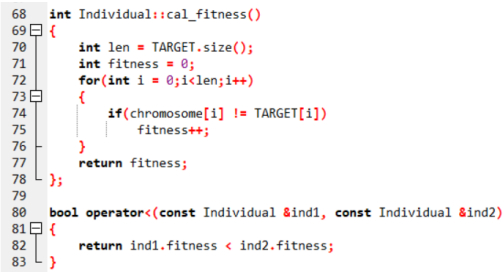 68 int Individual::cal_fitness()
69 {
70     int len = TARGET.size();
71     int fitness = 0;
72     for(int i = 0;i<len;i++)
73     {
74         if(chromosome[i] != TARGET[i])
75             fitness++;
76     }
77     return fitness;
78 };
79
80 bool operator<(const Individual &ind1, const Individual &ind2)
81 {
82     return ind1.fitness < ind2.fitness;
83 }